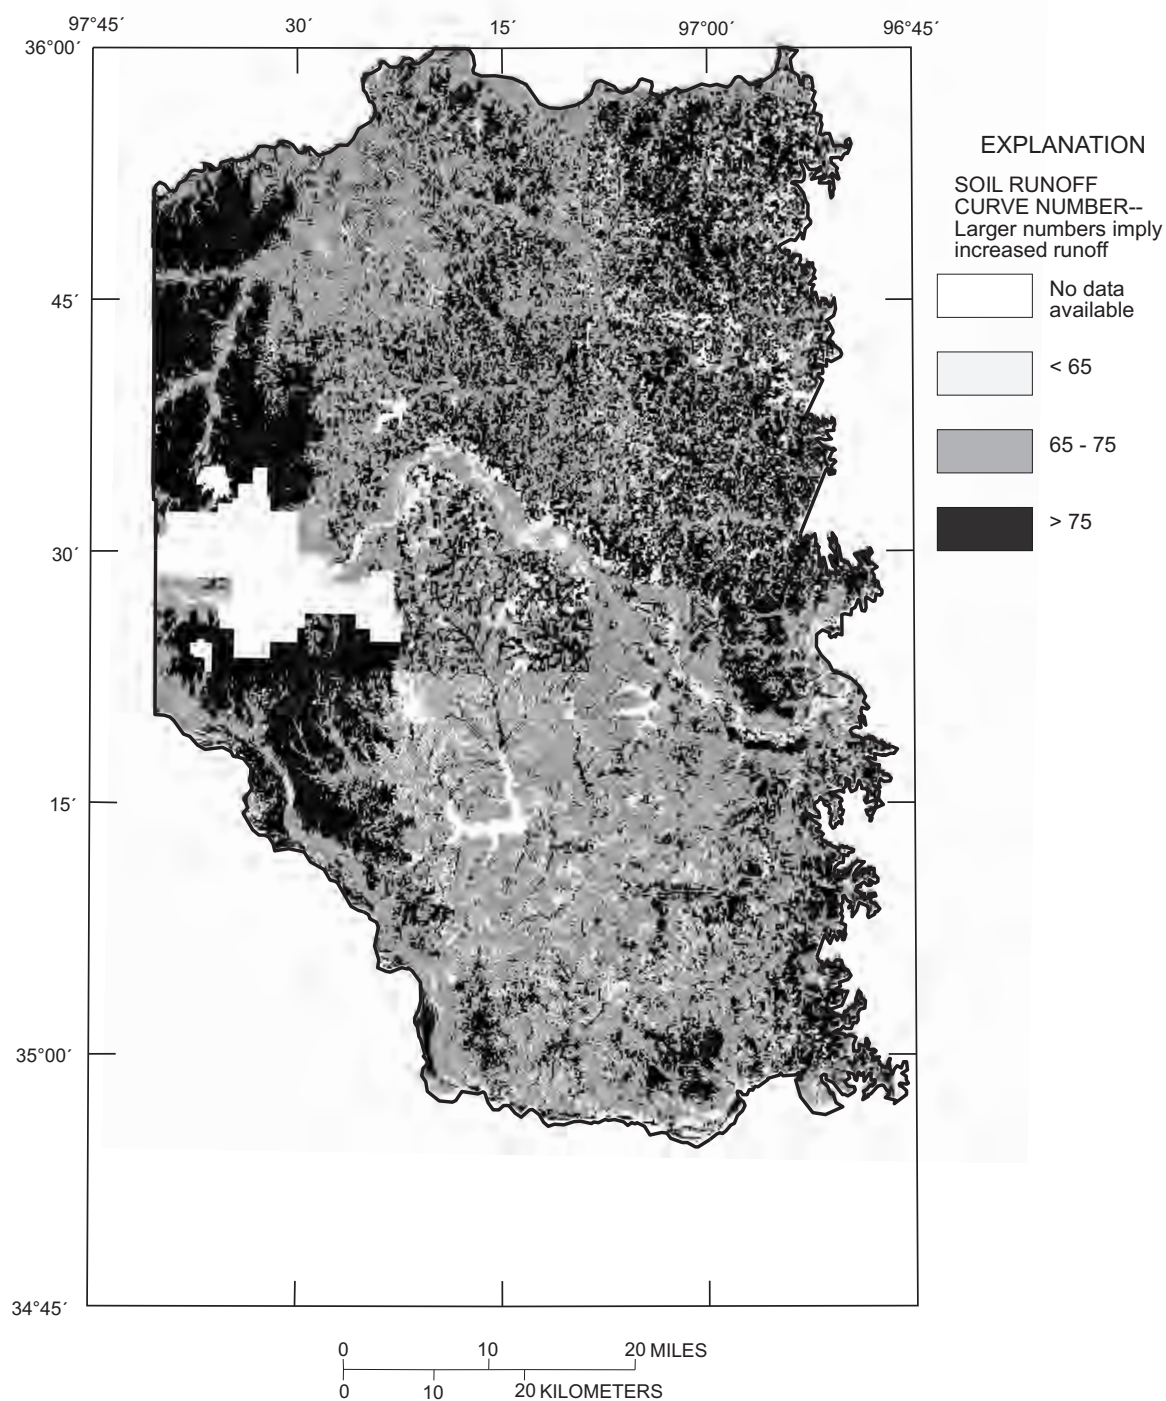 97°45´ 30´ 15´ 97°00´ 96°45´
36°00´
45´
30´
15´
35°00´
34°45´
EXPLANATION
SOIL RUNOFF
CURVE NUMBER--
Larger numbers imply
increased runoff
No data
available
< 65
65 - 75
> 75
0 10 20 MILES
0 10 20 KILOMETERS